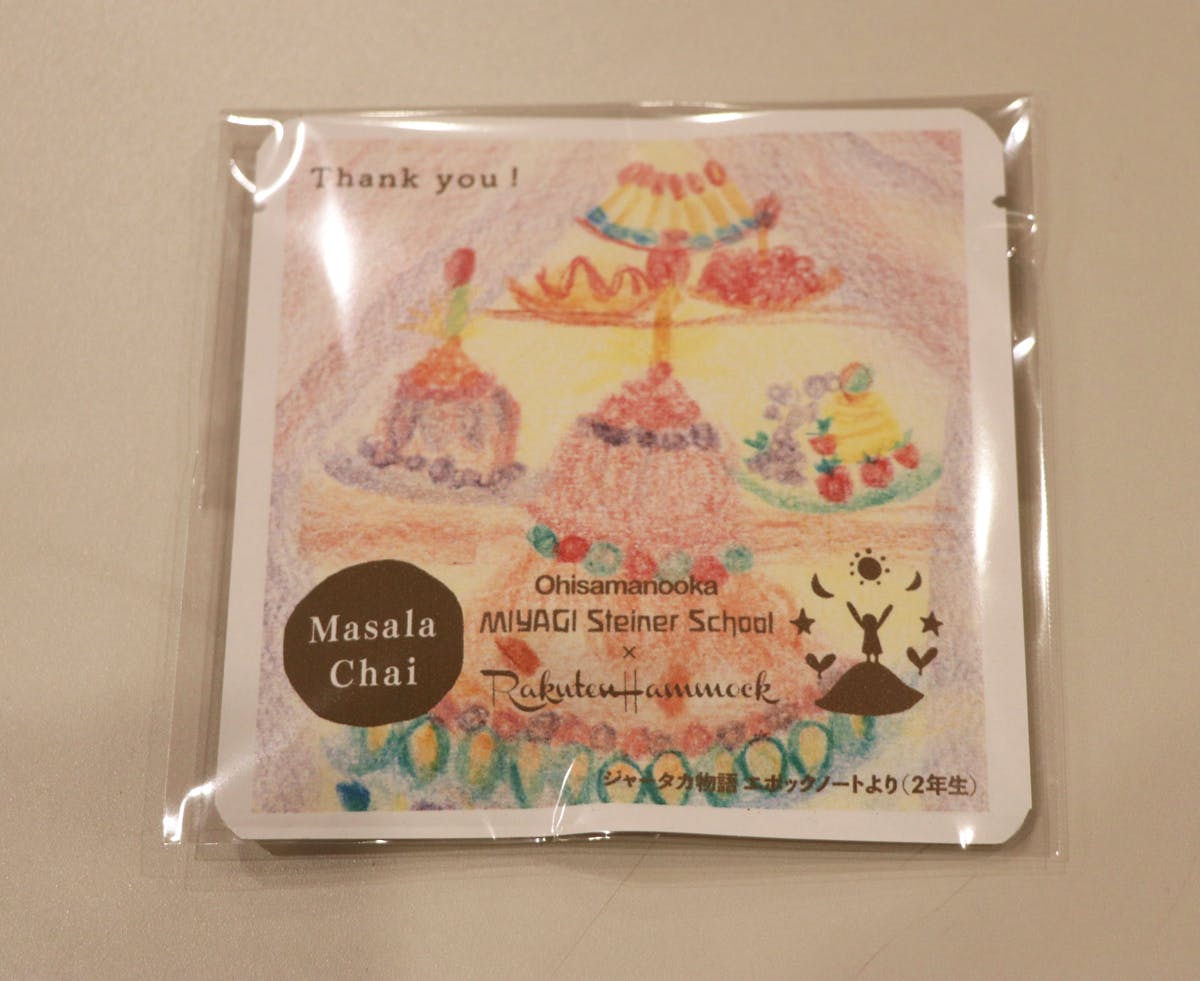 Thank you !
Masala
Chai
Ohisamanooka
MIYAGI Steiner School
×
RakutenHammock
ジャータカ物語 エポックノートより(2年生)